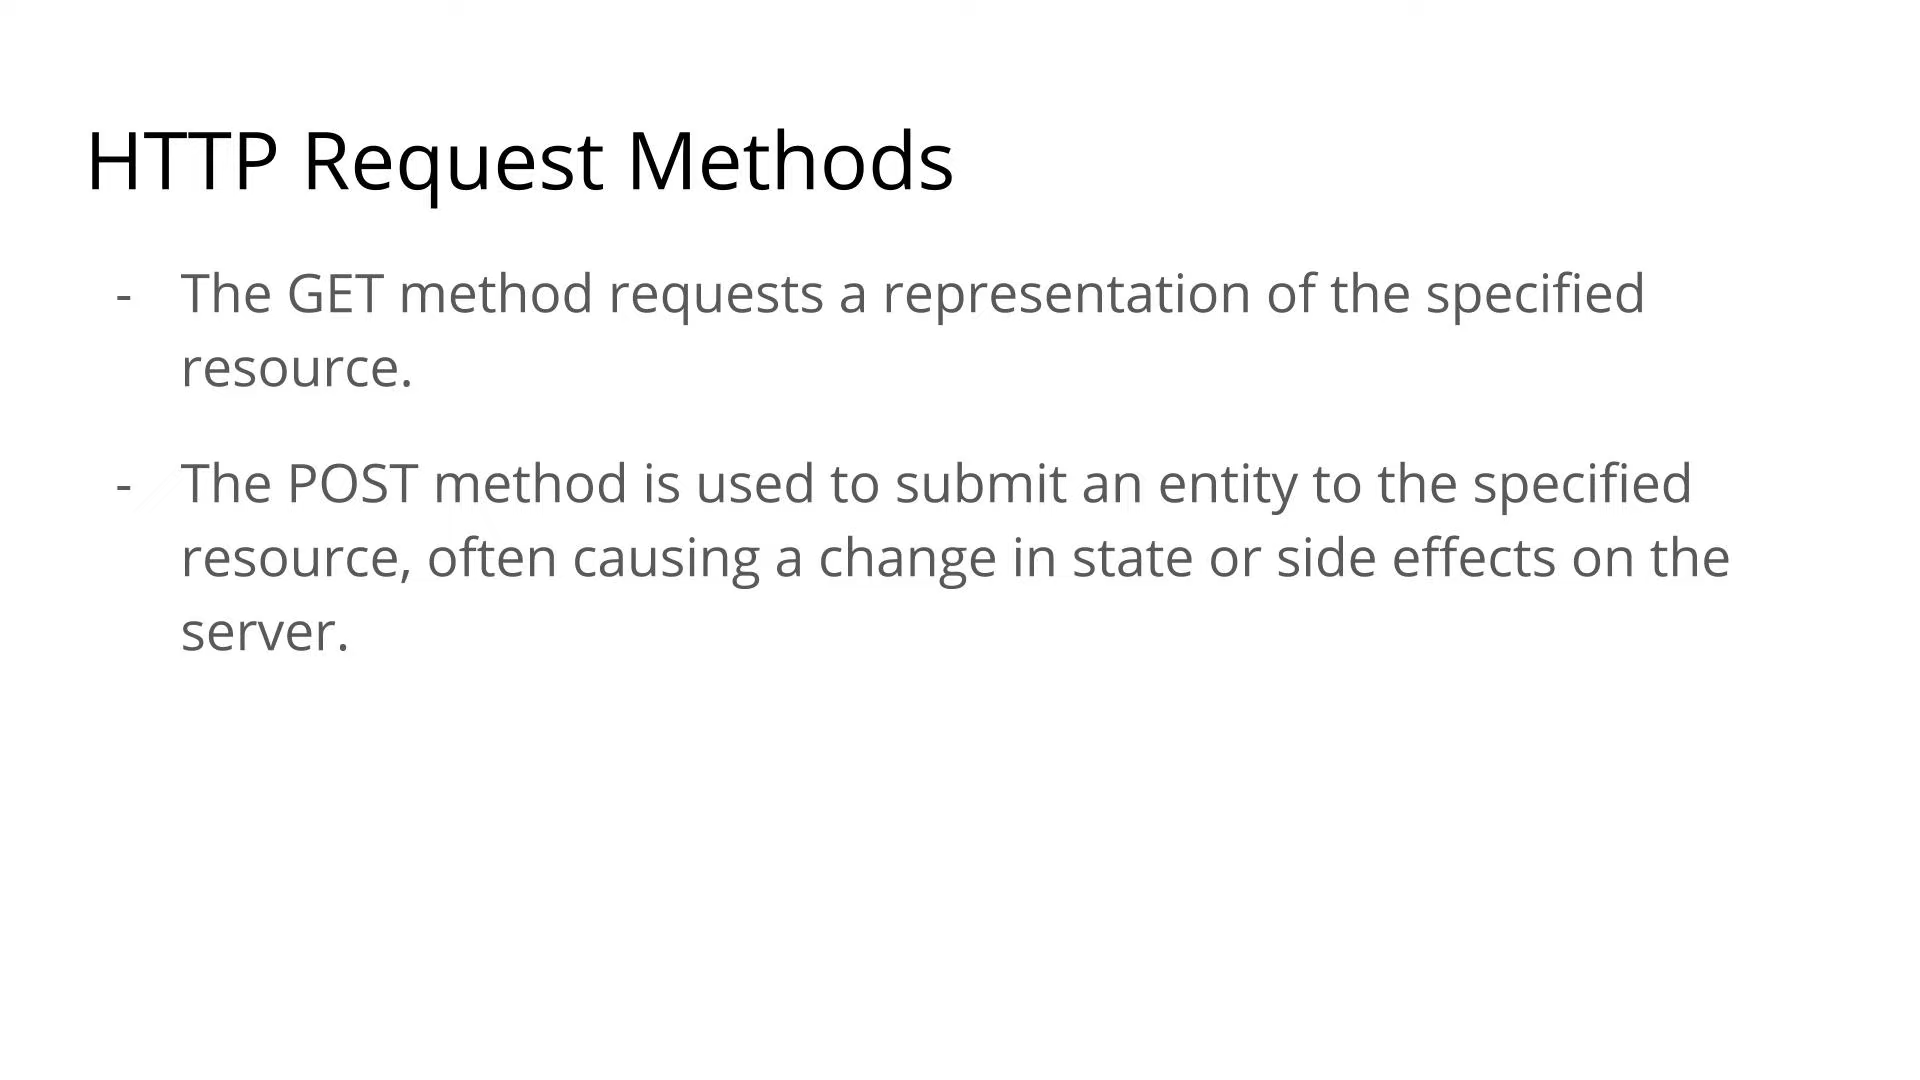 HTTP Request Methods
- The GET method requests a representation of the specified
resource.
- The POST method is used to submit an entity to the specified
resource, often causing a change in state or side effects on the
server.